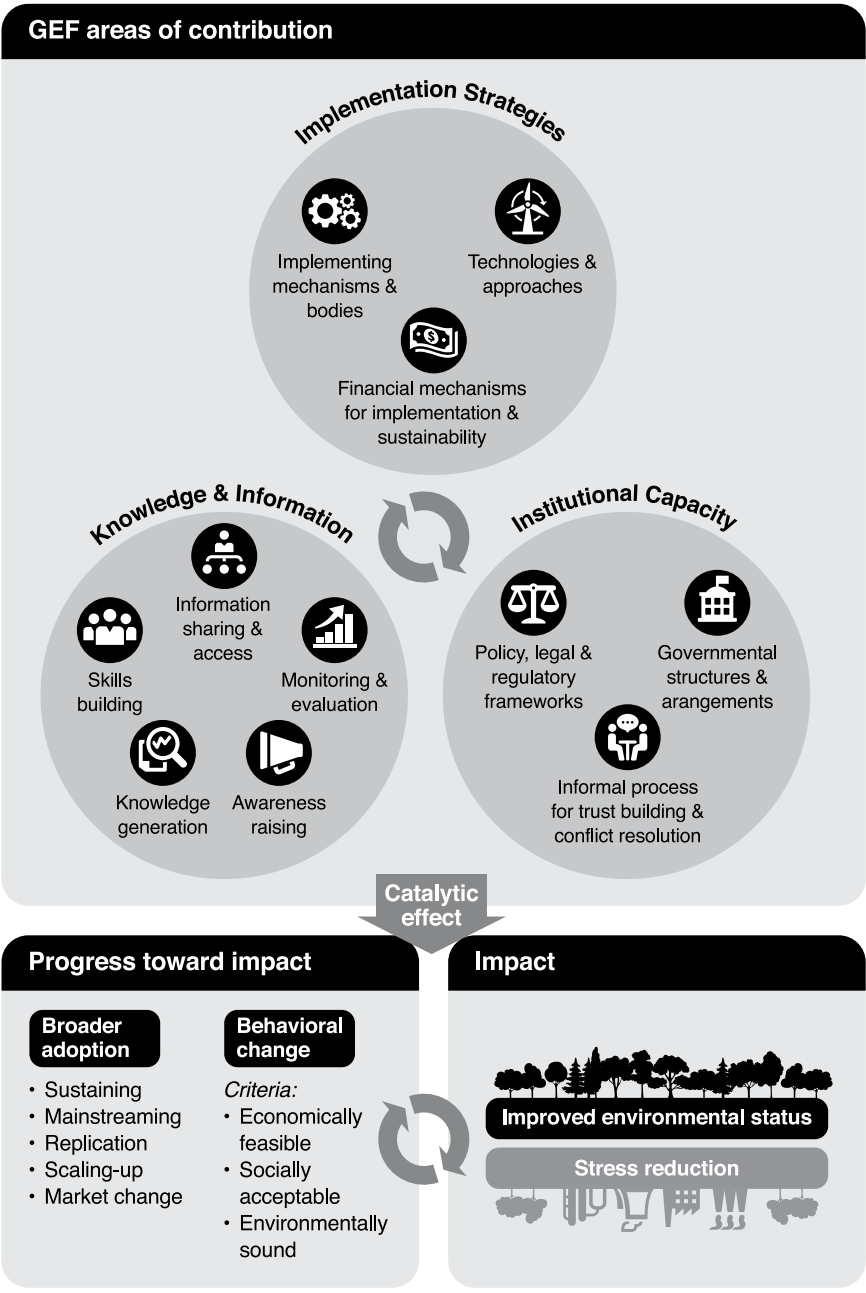 GEF areas of contribution
Implementation Strategies
Implementing
mechanisms &
bodies
Technologies &
approaches
$
Financial mechanisms
for implementation &
sustainability
Knowledge & Information
Information
sharing &
access
Skills
building
Monitoring &
evaluation
Knowledge
generation
Awareness
raising
Institutional Capacity
Policy, legal &
regulatory
frameworks
Governmental
structures &
arangements
Informal process
for trust building &
conflict resolution
Catalytic
effect
Progress toward impact
Broader
adoption
• Sustaining
• Mainstreaming
• Replication
• Scaling-up
• Market change
Behavioral
change
Criteria:
• Economically
feasible
• Socially
acceptable
• Environmentally
sound
Impact
Improved environmental status
Stress reduction